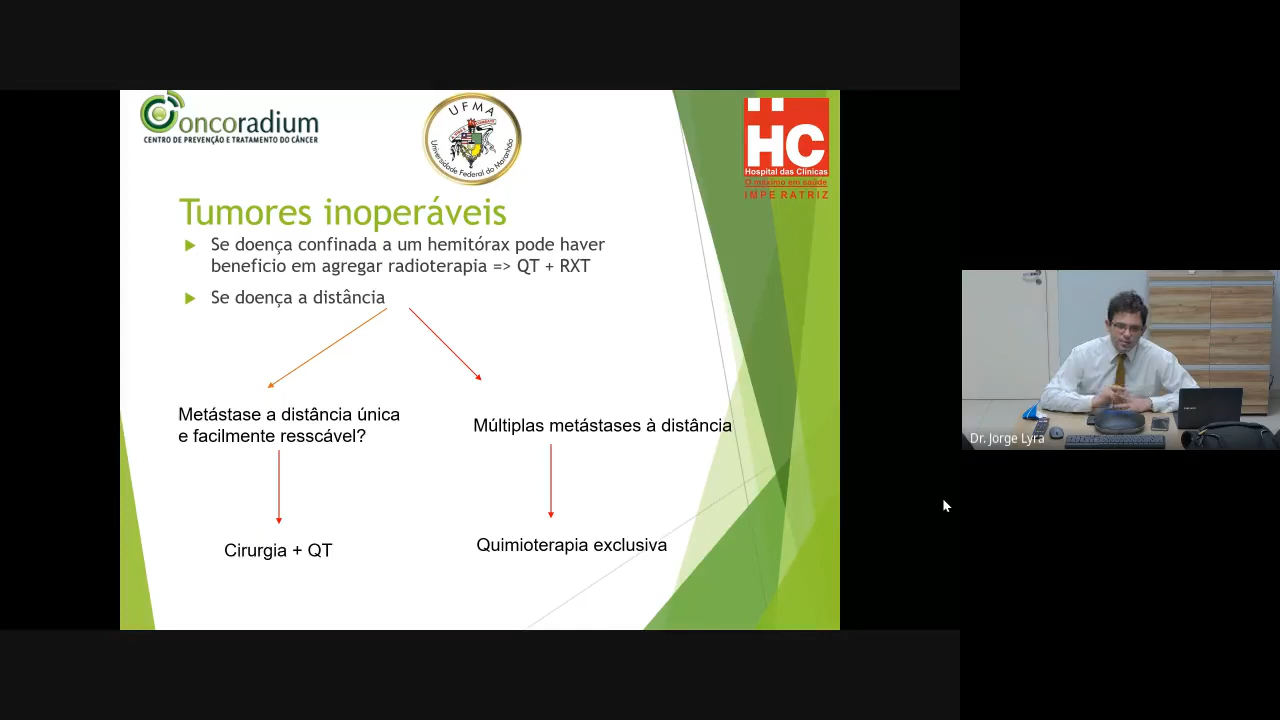 oncoradium
CENTRO DE PREVENÇÃO E TRATAMENTO DO CÂNCER
UFMA
Universidade Federal do Maranhão
HC
Hospital das Clínicas
O máximo em saúde
IMPERATRIZ
Tumores inoperáveis
Se doença confinada a um hemitórax pode haver
beneficio em agregar radioterapia => QT + RXT
Se doença a distância
Metástase a distância única
e facilmente resscável?
Múltiplas metástases à distância
Cirurgia + QT
Quimioterapia exclusiva
Dr. Jorge Lyra